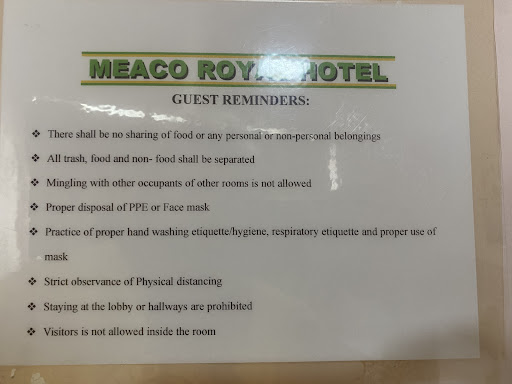 MEACO ROYAL HOTEL
GUEST REMINDERS:
❖ There shall be no sharing of food or any personal or non-personal belongings
❖ All trash, food and non- food shall be separated
❖ Mingling with other occupants of other rooms is not allowed
❖ Proper disposal of PPE or Face mask
❖ Practice of proper hand washing etiquette/hygiene, respiratory etiquette and proper use of
mask
❖ Strict observance of Physical distancing
❖ Staying at the lobby or hallways are prohibited
❖ Visitors is not allowed inside the room